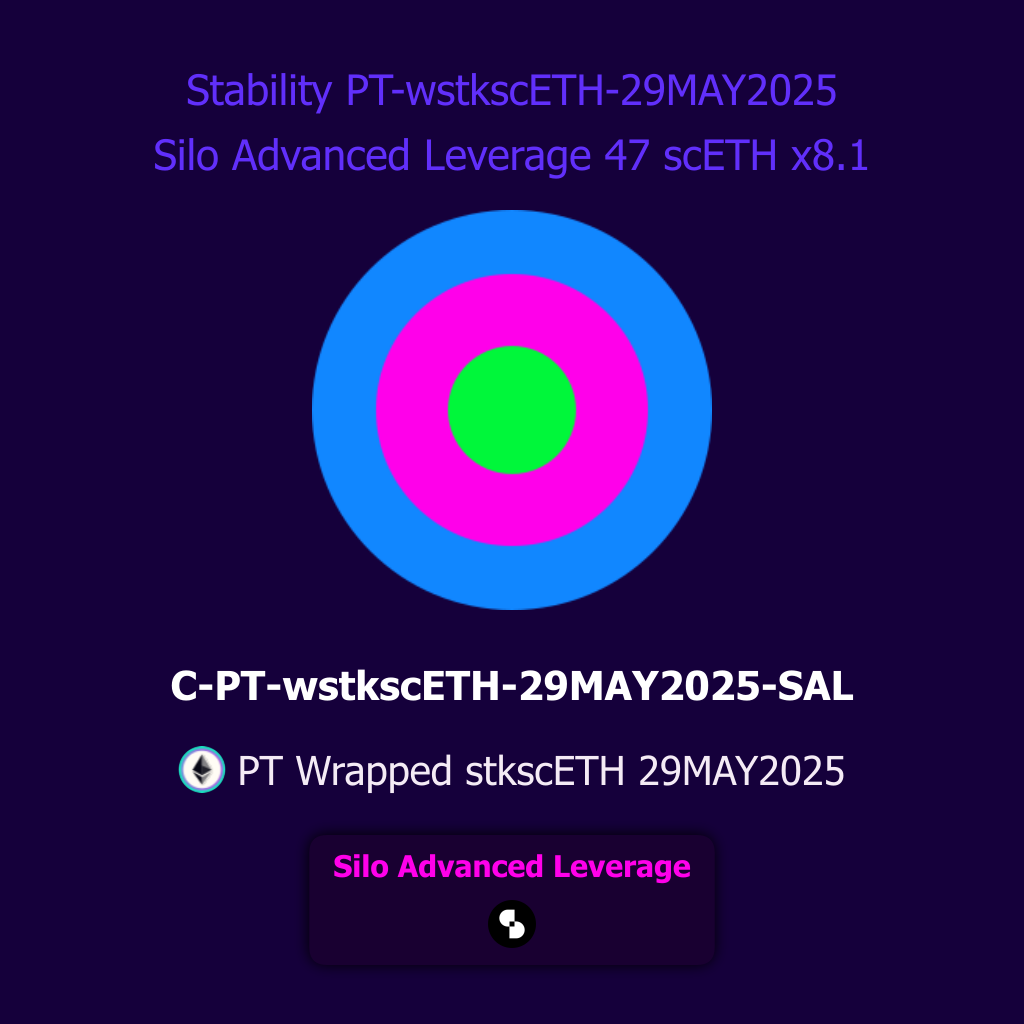 Stability PT-wstkscETH-29MAY2025
Silo Advanced Leverage 47 scETH x8.1
C-PT-wstkscETH-29MAY2025-SAL
PT Wrapped stkscETH 29MAY2025
Silo Advanced Leverage